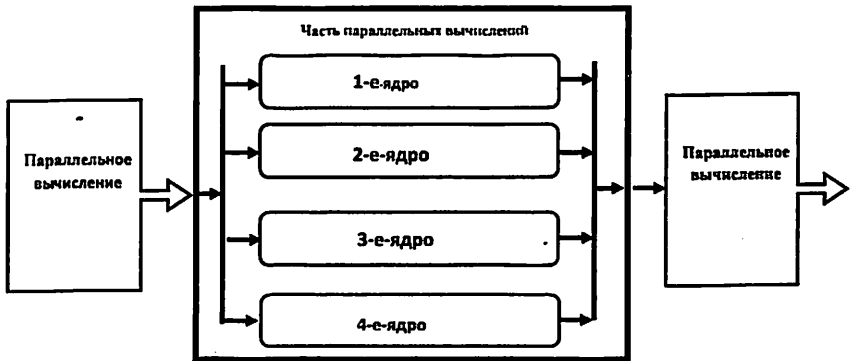 Часть параллельных вычислений
1-е-ядро
Параллельное
вычисление
2-е-ядро
3-е-ядро
4-е-ядро
Параллельное
вычисление